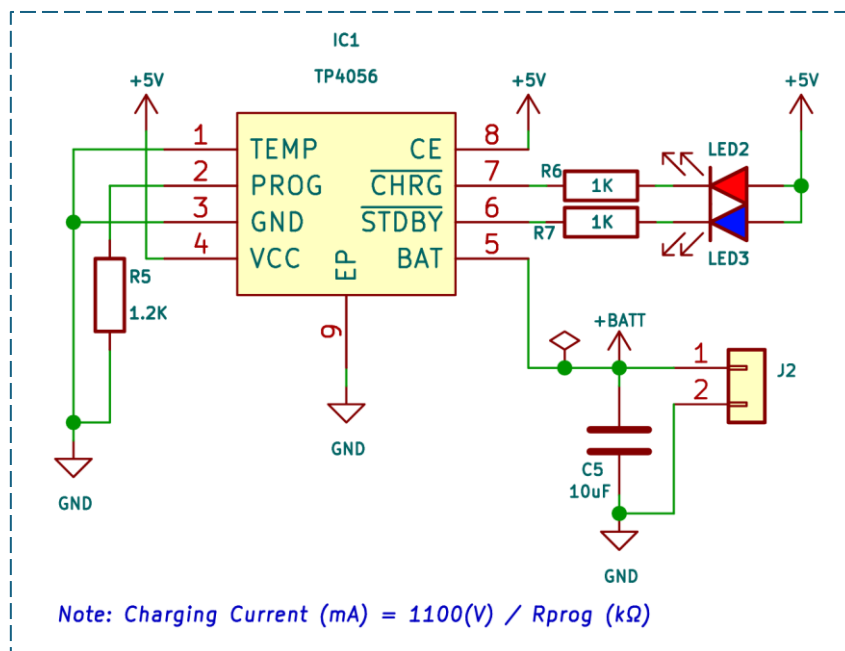 IC1
TP4056
+5V
+5V
+5V
1
TEMP
CE
8
2
PROG
CHRG
7
R6
1K
LED2
3
GND
STDBY
6
R7
1K
LED3
4
VCC
BAT
5
EP
9
R5
1.2K
+BATT
1
2
J2
C5
10uF
GND
GND
GND
Note: Charging Current (mA) = 1100(V) / Rprog (kΩ)